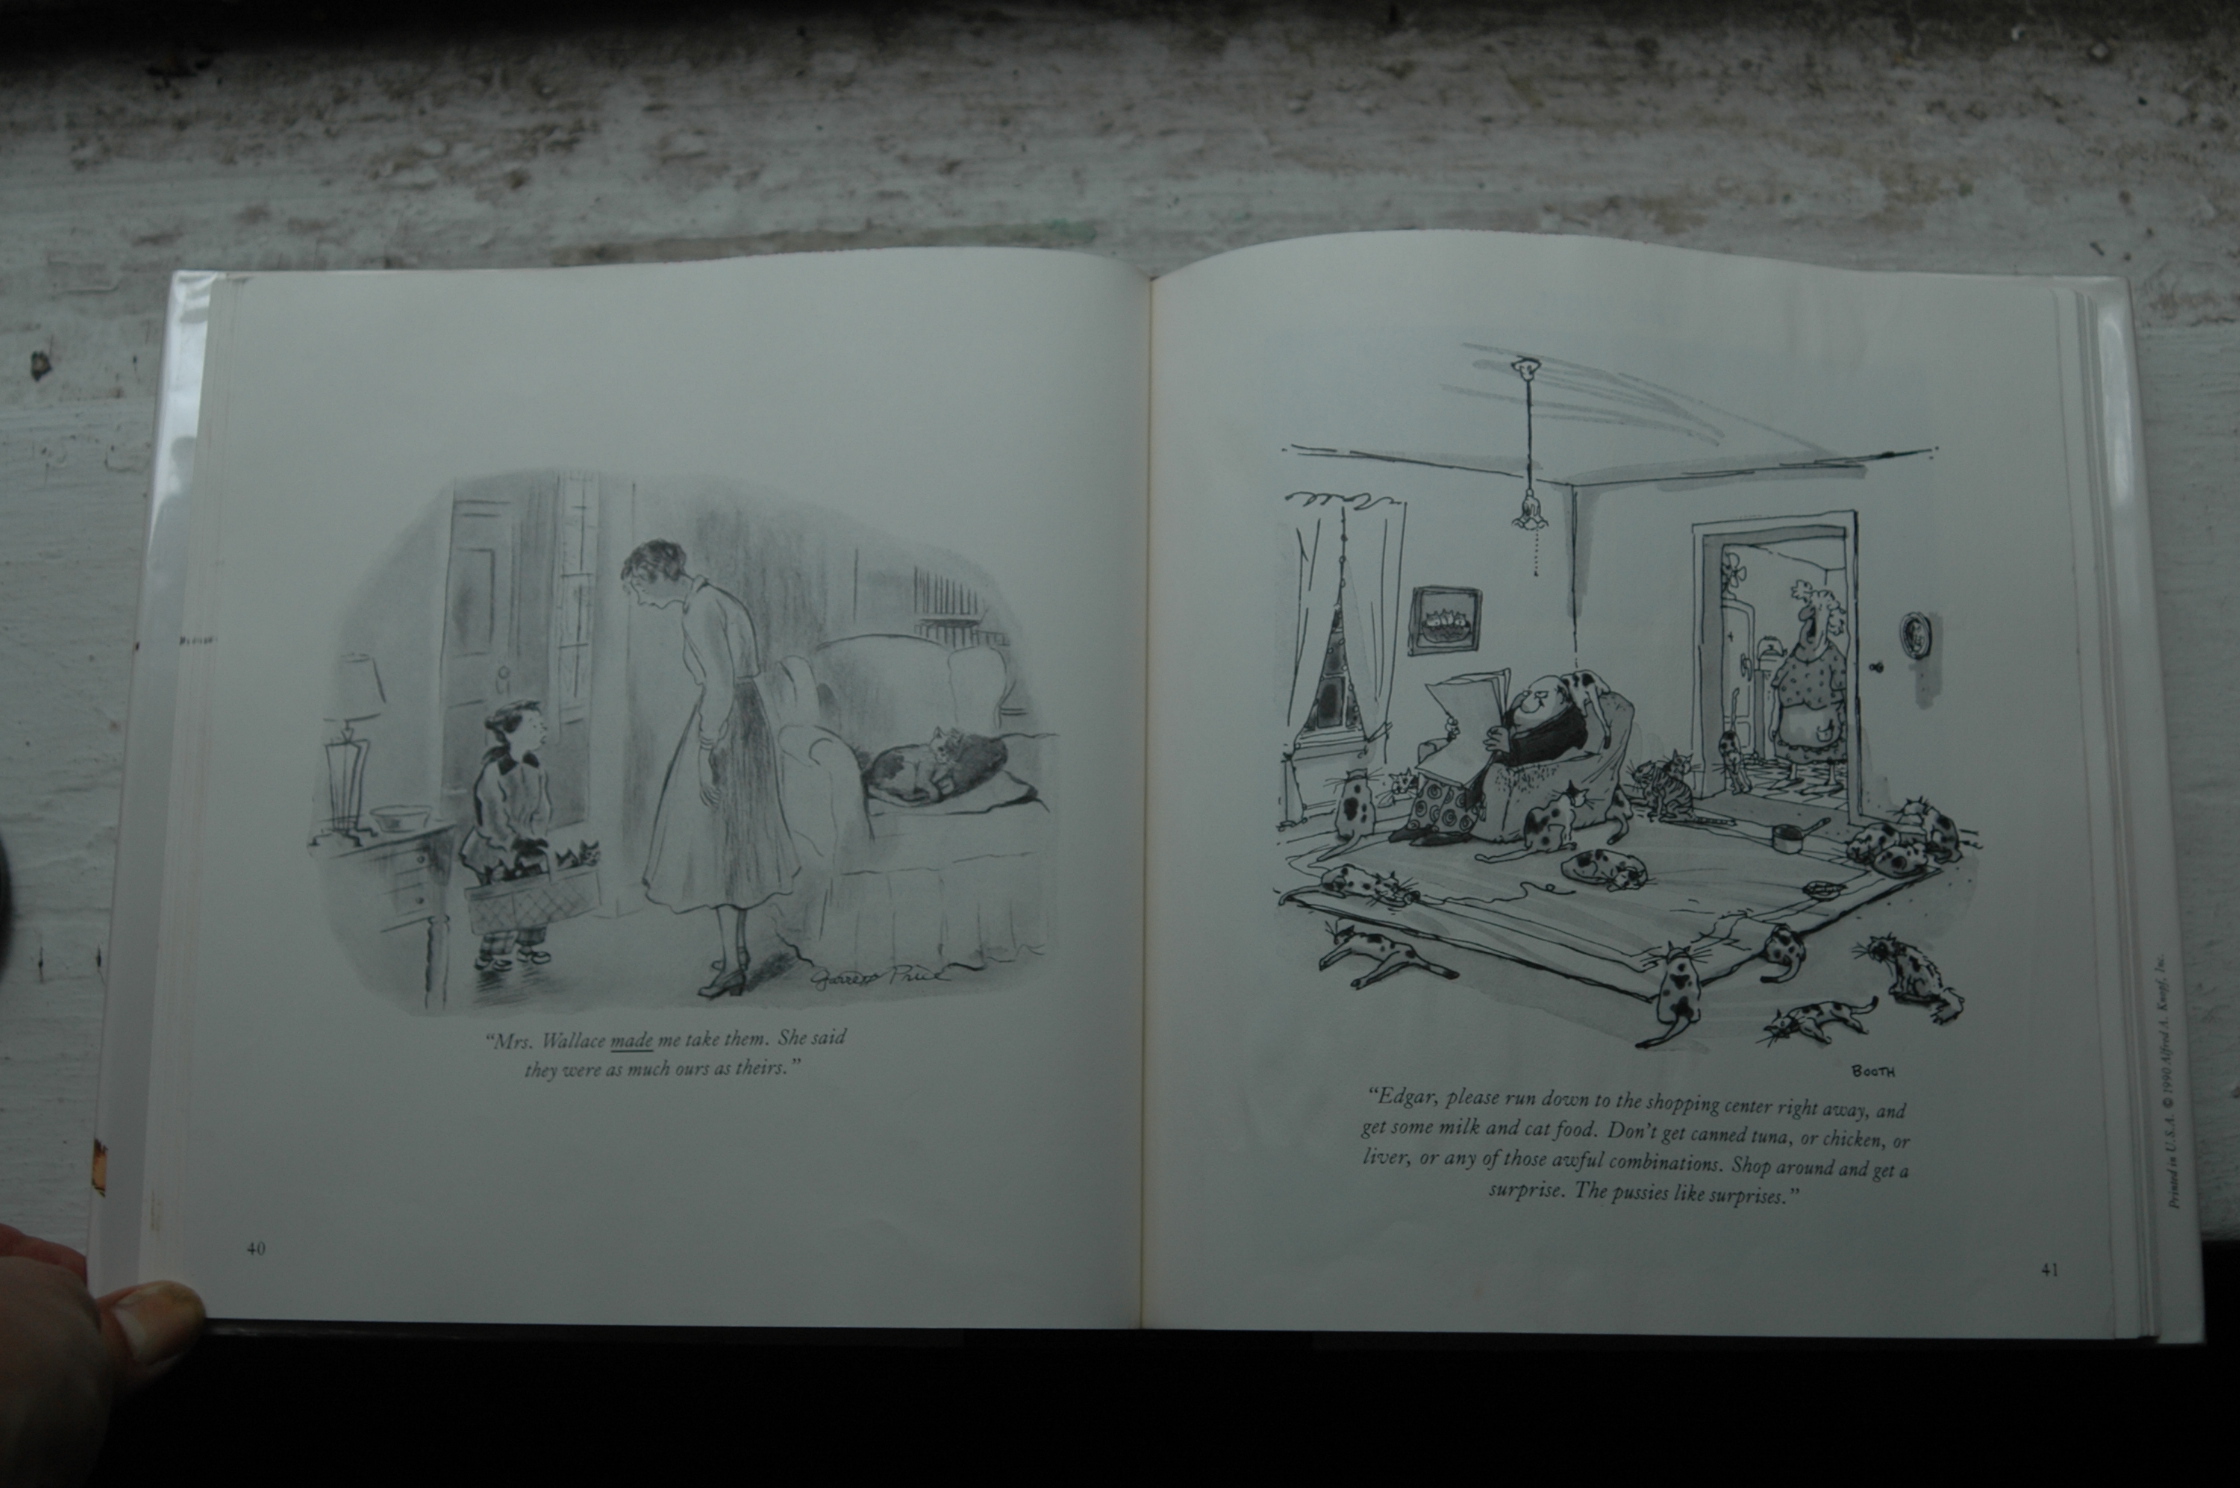 Garrett Price
“Mrs. Wallace made me take them. She said
they were as much ours as theirs.”
40
BOOTH
“Edgar, please run down to the shopping center right away, and
get some milk and cat food. Don't get canned tuna, or chicken, or
liver, or any of those awful combinations. Shop around and get a
surprise. The pussies like surprises.”
41
Printed in U.S.A. © 1990 Alfred A. Knopf, Inc.